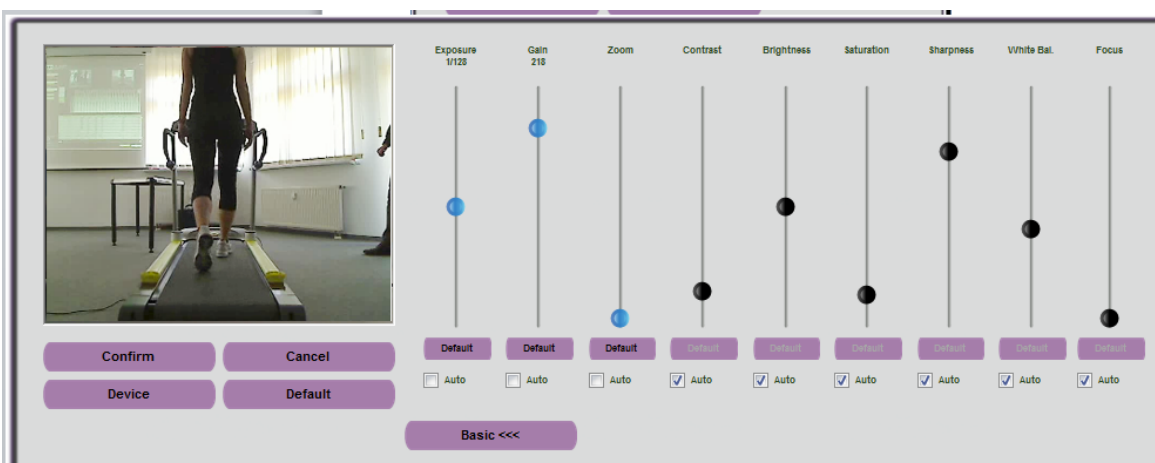 Exposure Gain Zoom Contrast Brightness Saturation Sharpness White Bal. Focus
1/128 218
Default Default Default Default Default Default Default Default Default
Confirm Cancel
Auto Auto Auto Auto Auto Auto Auto Auto Auto
Device Default
Basic <<<